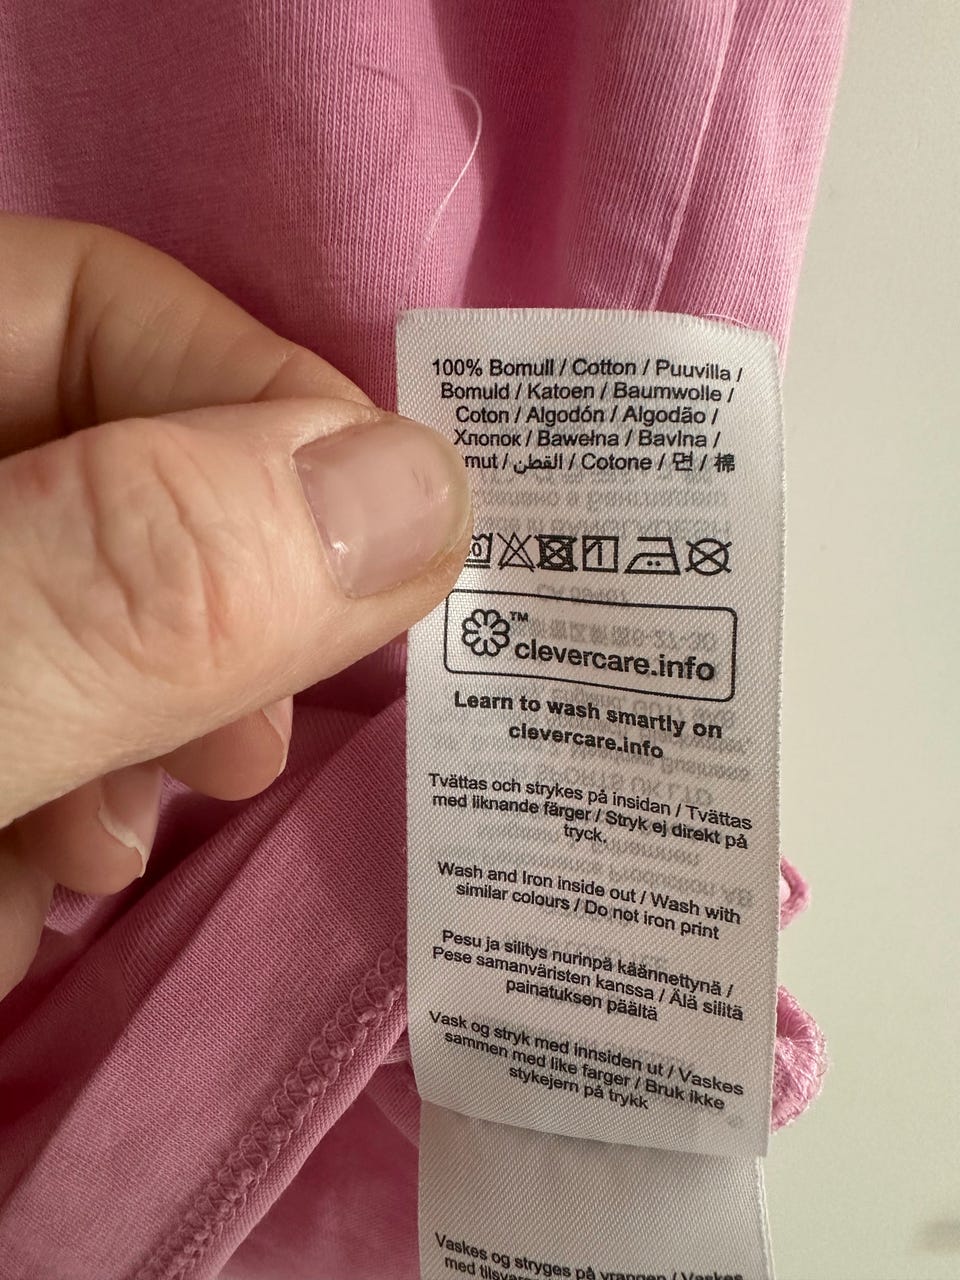 100% Bomull / Cotton / Puuvilla /
Bomuld / Katoen / Baumwolle /
Coton / Algodón / Algodão /
Хлопок / Bawełna / Bavlna /
/ القطن / Cotone / 면 / 棉
TM
clevercare.info
Learn to wash smartly on
clevercare.info
Tvättas och strykes på insidan / Tvättas
med liknande färger / Stryk ej direkt på
tryck.
Wash and Iron inside out / Wash with
similar colours / Do not iron print
Pesu ja silitys nurinpä käännettynä /
Pese samanväristen kanssa / Älä silitä
painatuksen päältä
Vask og stryk med innsiden ut / Vaskes
sammen med like farger / Bruk ikke
stykejern på trykk
Vaskes og stryges på vrangen / Vaskes
med